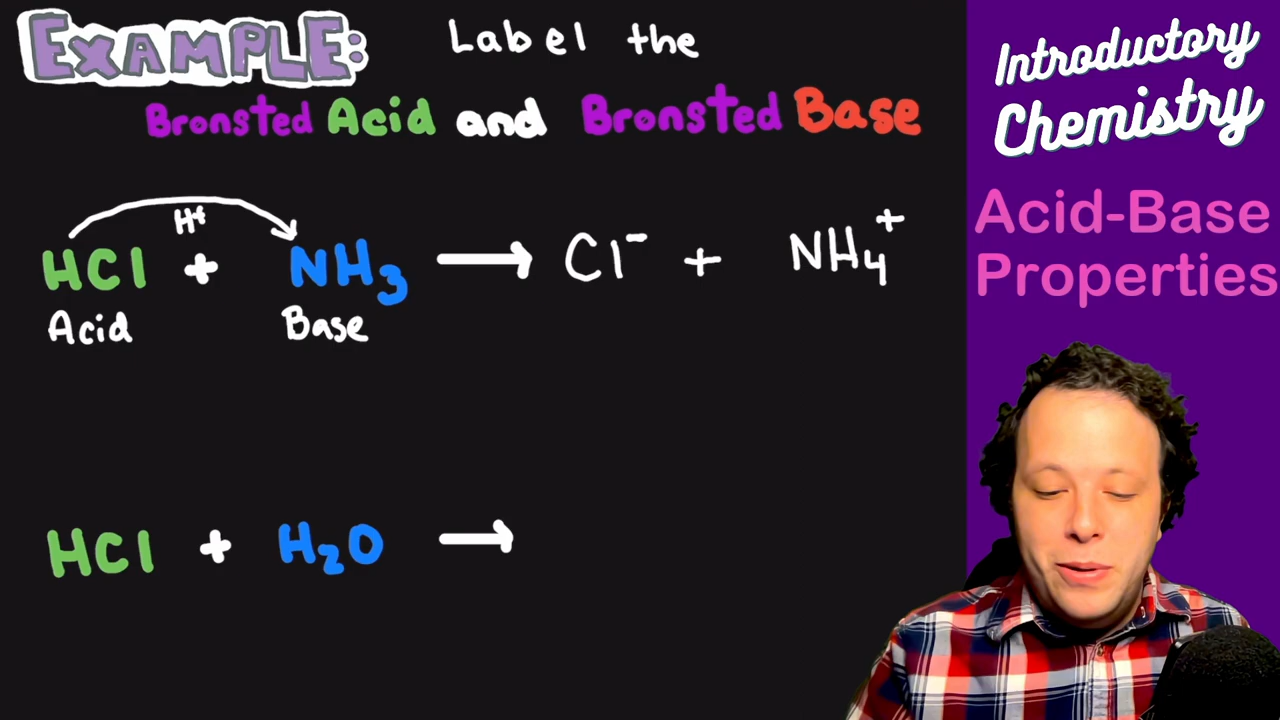 EXAMPLE: Label the
Bronsted Acid and Bronsted Base
H⁺
HCl + NH₃ → Cl⁻ + NH₄⁺
Acid Base
HCl + H₂O →
Introductory
Chemistry
Acid-Base
Properties